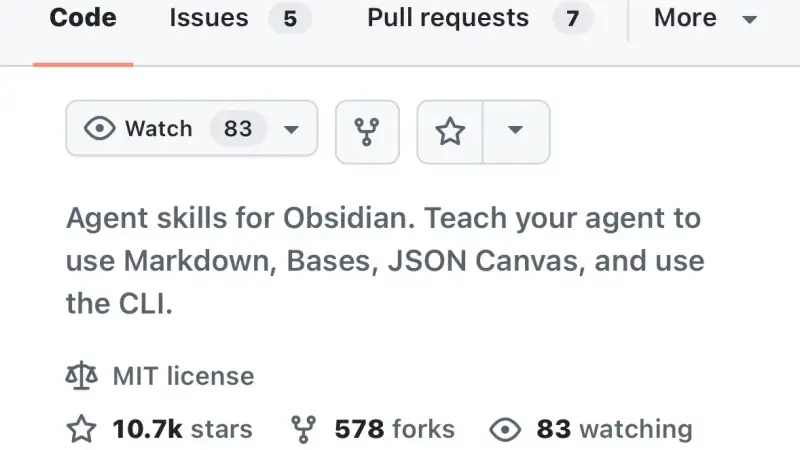 Code Issues 5 Pull requests 7 More
Watch 83
Agent skills for Obsidian. Teach your agent to
use Markdown, Bases, JSON Canvas, and use
the CLI.
MIT license
10.7k stars 578 forks 83 watching